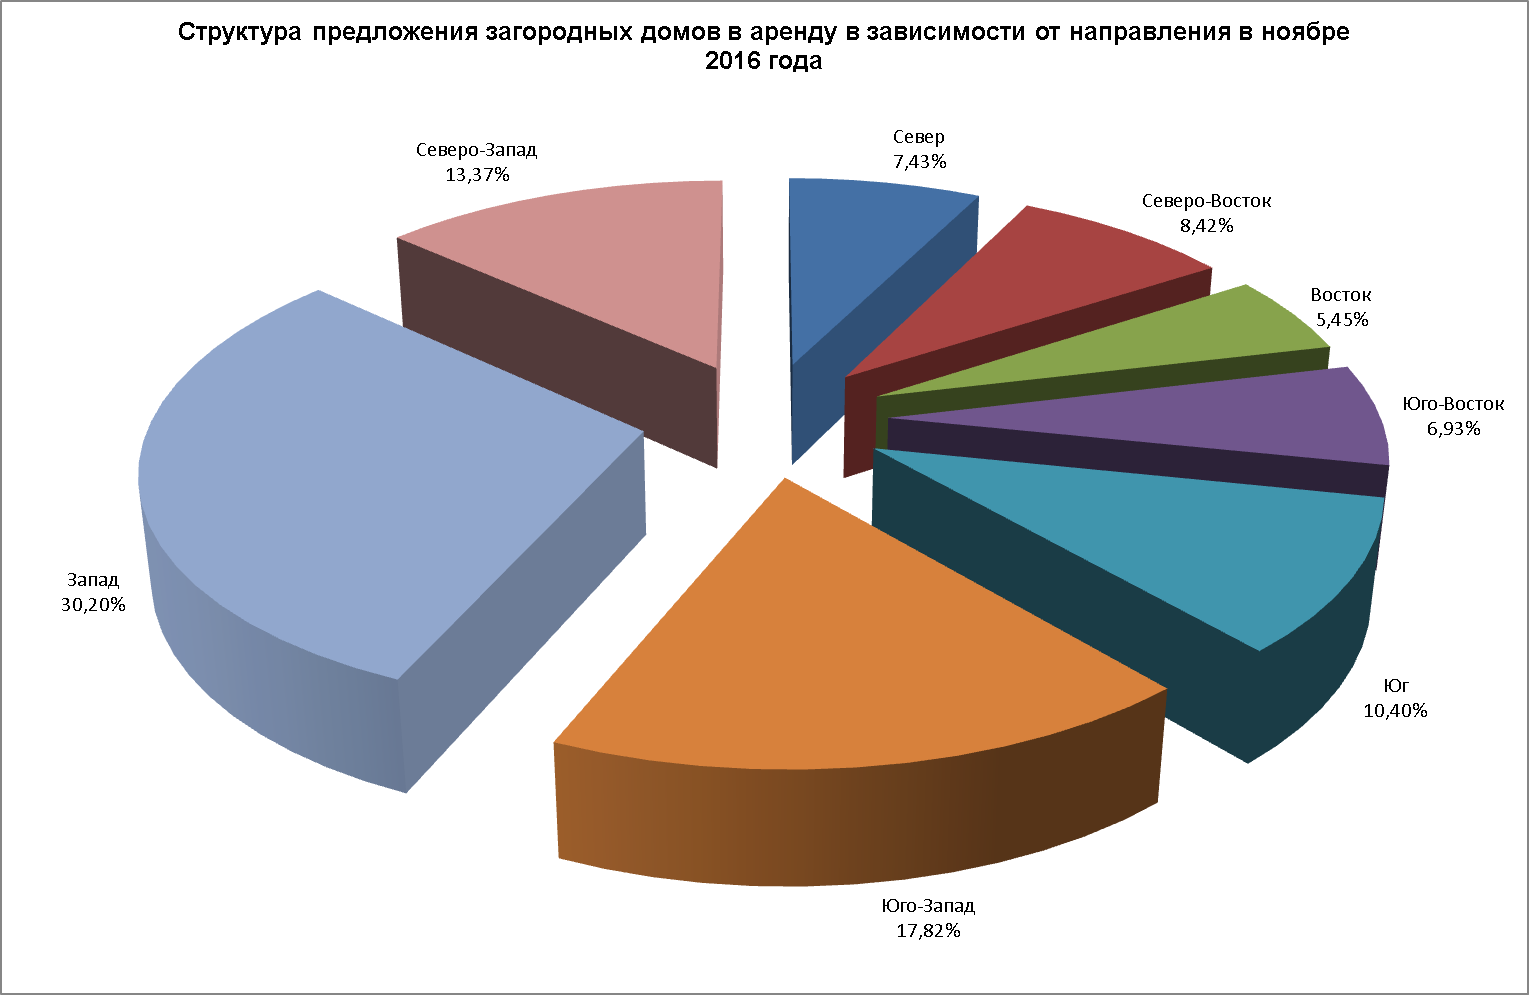 Структура предложения загородных домов в аренду в зависимости от направления в ноябре
2016 года
Север
7,43%
Северо-Запад
13,37%
Северо-Восток
8,42%
Восток
5,45%
Юго-Восток
6,93%
Запад
30,20%
Юг
10,40%
Юго-Запад
17,82%